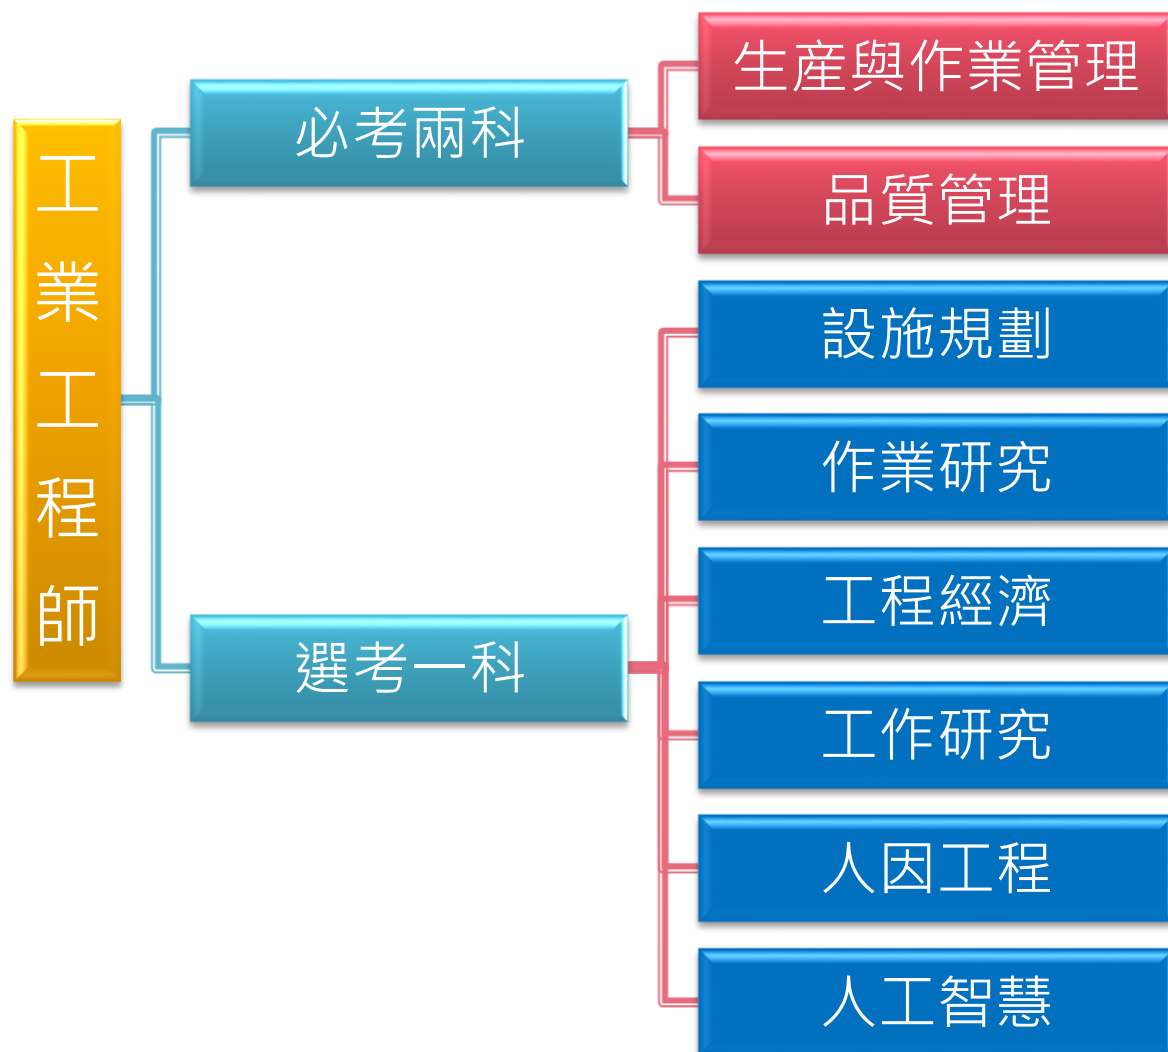 工業工程師
必考兩科
生産與作業管理
品質管理
選考一科
設施規劃
作業研究
工程經濟
工作研究
人因工程
人工智慧